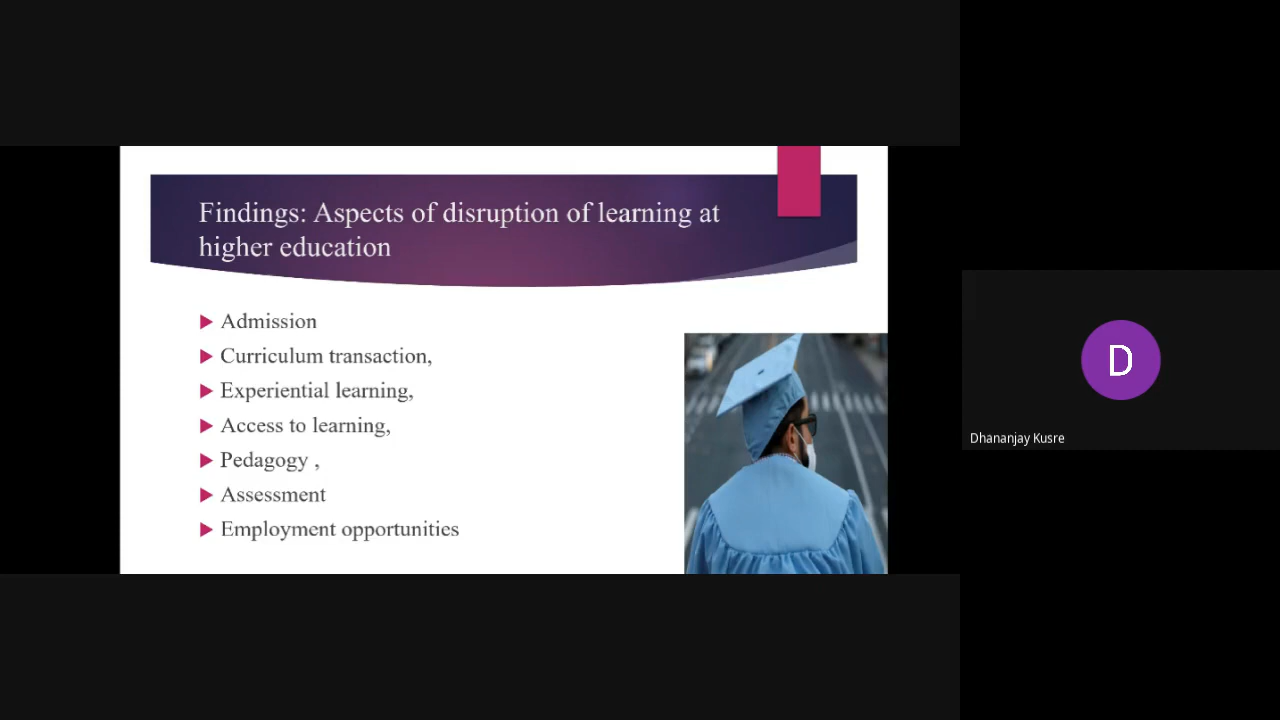 Findings: Aspects of disruption of learning at
higher education
Admission
Curriculum transaction,
Experiential learning,
Access to learning,
Pedagogy ,
Assessment
Employment opportunities
D
Dhananjay Kusre